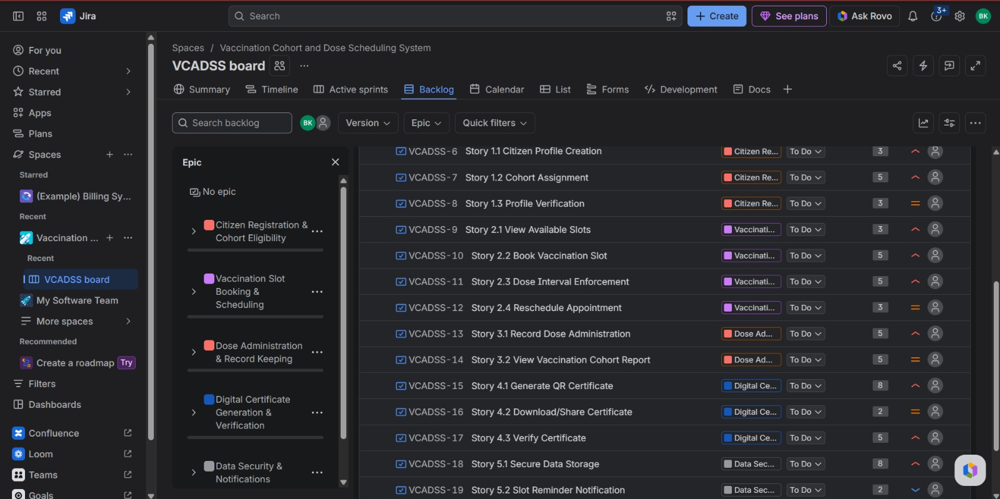 Jira
Search
Create
See plans
Ask Rovo
3+
BK
For you
Recent
Starred
Apps
Plans
Spaces
Starred
(Example) Billing Sy...
Recent
Vaccination ...
Recent
VCADSS board
My Software Team
More spaces
Recommended
Create a roadmap Try
Filters
Dashboards
Confluence
Loom
Teams
Goals
Spaces / Vaccination Cohort and Dose Scheduling System
VCADSS board
Summary Timeline Active sprints Backlog Calendar List Forms Development Docs
Search backlog BK Version Epic Quick filters
Epic
No epic
Citizen Registration &
Cohort Eligibility
Vaccination Slot
Booking &
Scheduling
Dose Administration
& Record Keeping
Digital Certificate
Generation &
Verification
Data Security &
Notifications
VCADSS-6 Story 1.1 Citizen Profile Creation Citizen Re... To Do 3
VCADSS-7 Story 1.2 Cohort Assignment Citizen Re... To Do 5
VCADSS-8 Story 1.3 Profile Verification Citizen Re... To Do 3
VCADSS-9 Story 2.1 View Available Slots Vaccinati... To Do 3
VCADSS-10 Story 2.2 Book Vaccination Slot Vaccinati... To Do 5
VCADSS-11 Story 2.3 Dose Interval Enforcement Vaccinati... To Do 5
VCADSS-12 Story 2.4 Reschedule Appointment Vaccinati... To Do 3
VCADSS-13 Story 3.1 Record Dose Administration Dose Ad... To Do 5
VCADSS-14 Story 3.2 View Vaccination Cohort Report Dose Ad... To Do 5
VCADSS-15 Story 4.1 Generate QR Certificate Digital Ce... To Do 8
VCADSS-16 Story 4.2 Download/Share Certificate Digital Ce... To Do 2
VCADSS-17 Story 4.3 Verify Certificate Digital Ce... To Do 5
VCADSS-18 Story 5.1 Secure Data Storage Data Sec... To Do 8
VCADSS-19 Story 5.2 Slot Reminder Notification Data Sec... To Do 2